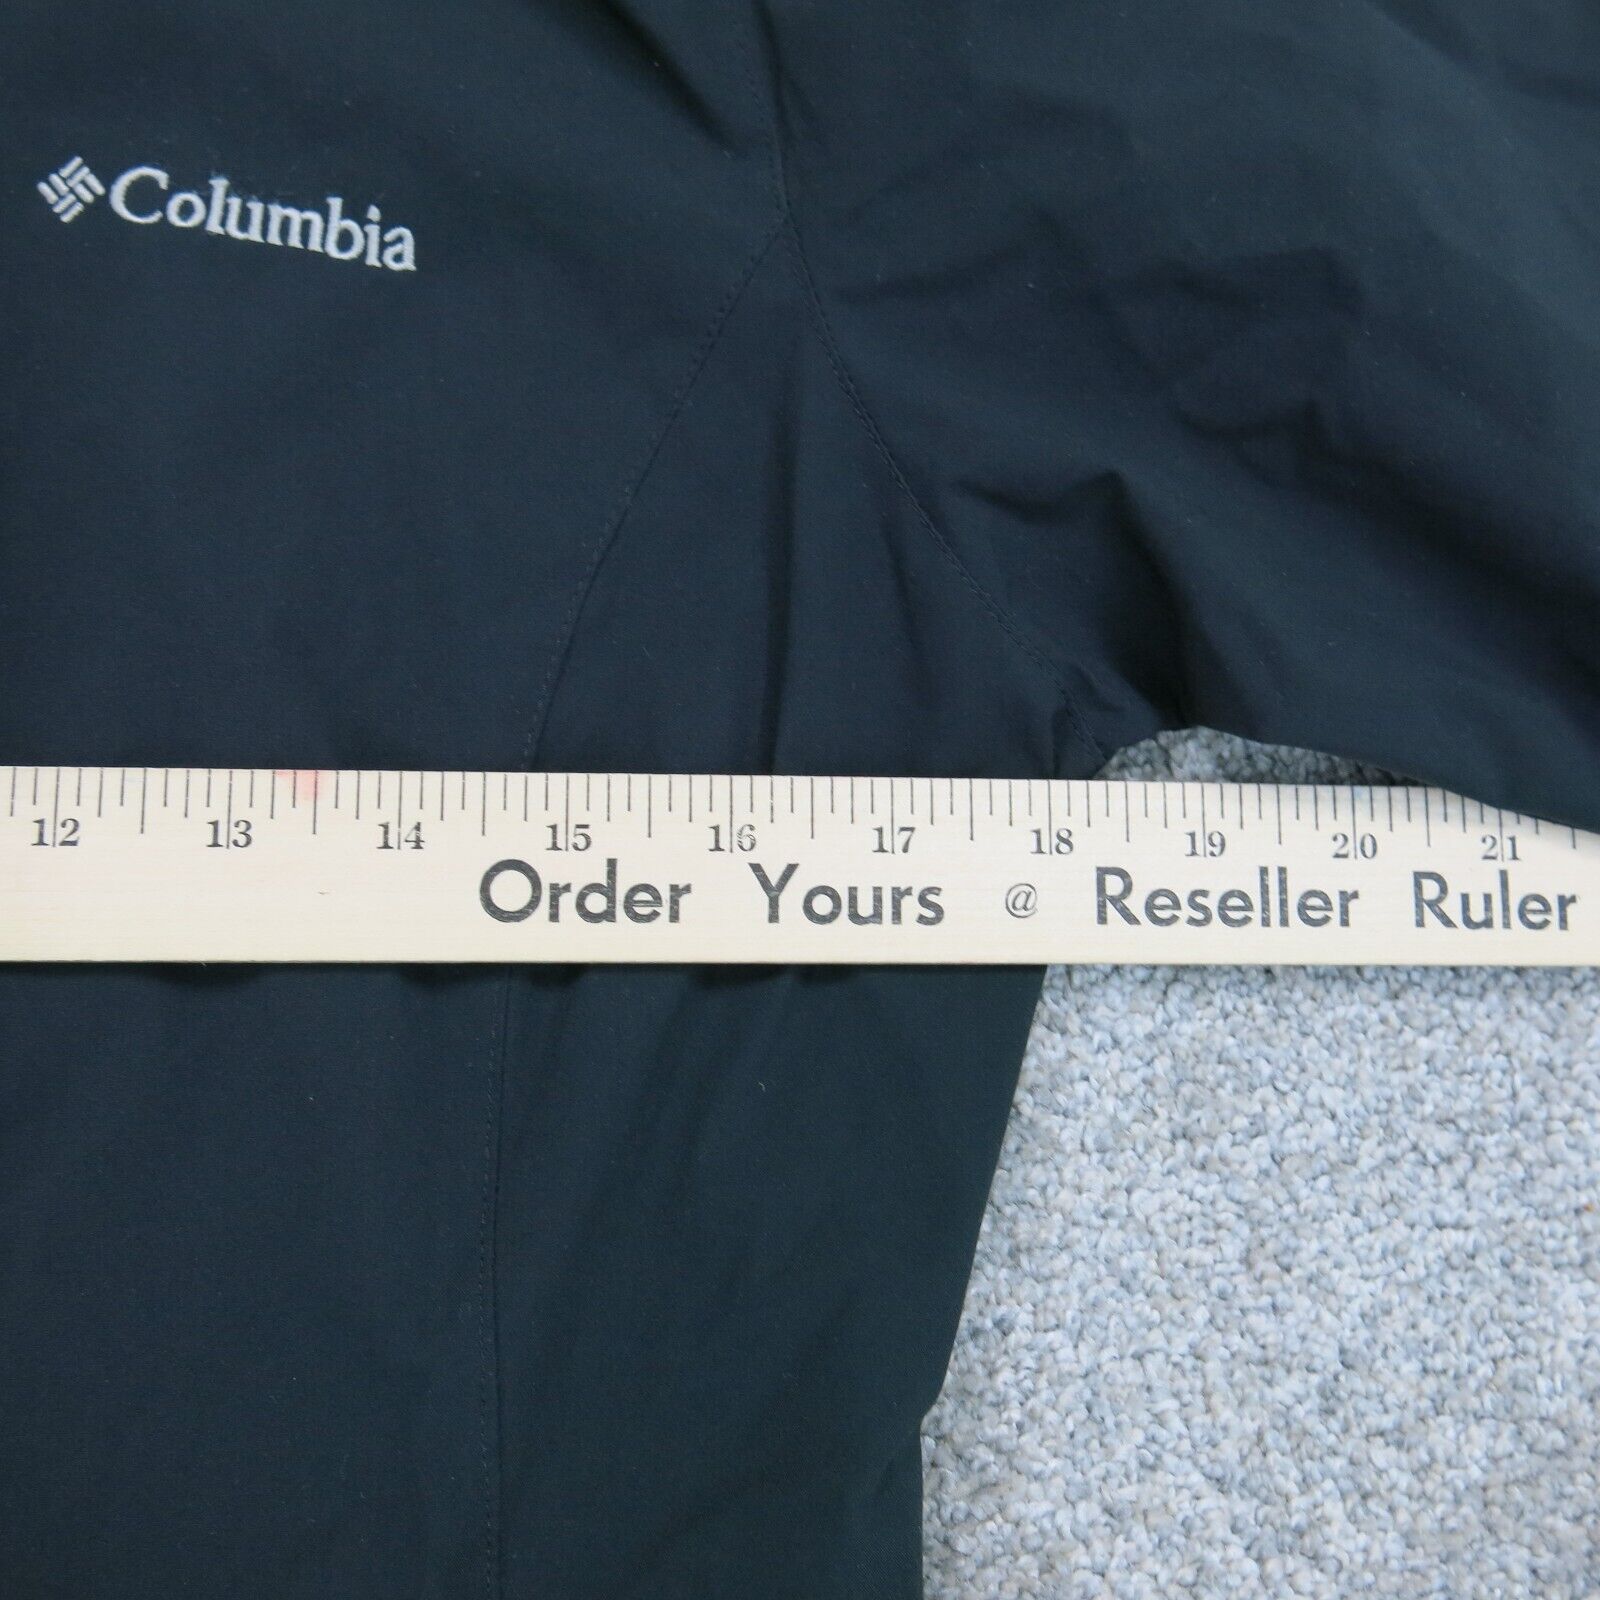 Columbia
12 13 14 15 16 17 18 19 20 21
Order Yours @ Reseller Ruler